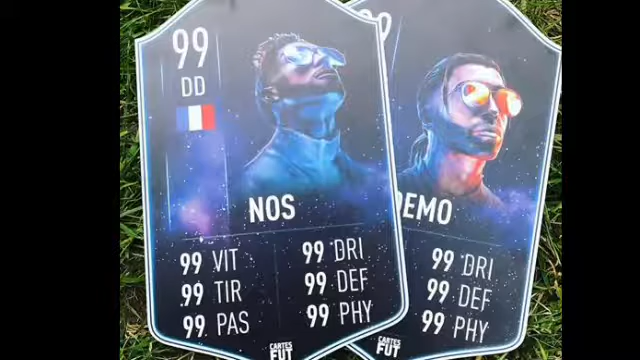 99
DD
NOS
99 VIT
99 TIR
99 PAS
99 DRI
99 DEF
99 PHY
CARTES
FUT
DEMO
99 DRI
99 DEF
99 PHY
CARTES
FUT